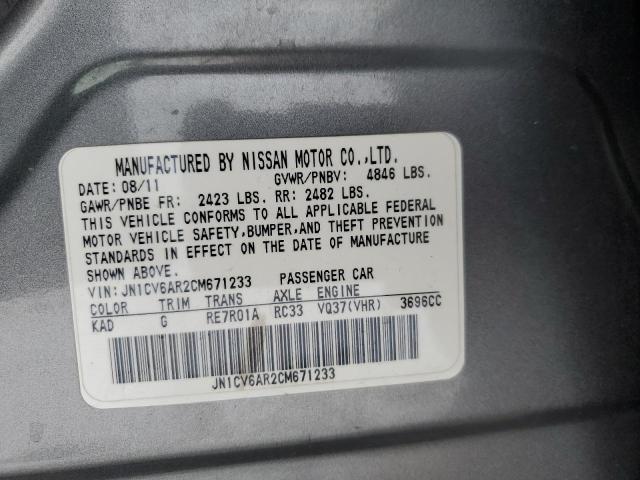 MANUFACTURED BY NISSAN MOTOR CO.,LTD.
DATE: 08/11 GVWR/PNBV: 4846 LBS.
GAWR/PNBE FR: 2423 LBS. RR: 2482 LBS.
THIS VEHICLE CONFORMS TO ALL APPLICABLE FEDERAL
MOTOR VEHICLE SAFETY,BUMPER,AND THEFT PREVENTION
STANDARDS IN EFFECT ON THE DATE OF MANUFACTURE
SHOWN ABOVE.
VIN:JN1CV6AR2CM671233 PASSENGER CAR
COLOR TRIM TRANS AXLE ENGINE
KAD G RE7R01A RC33 VQ37(VHR) 3696CC
JN1CV6AR2CM671233